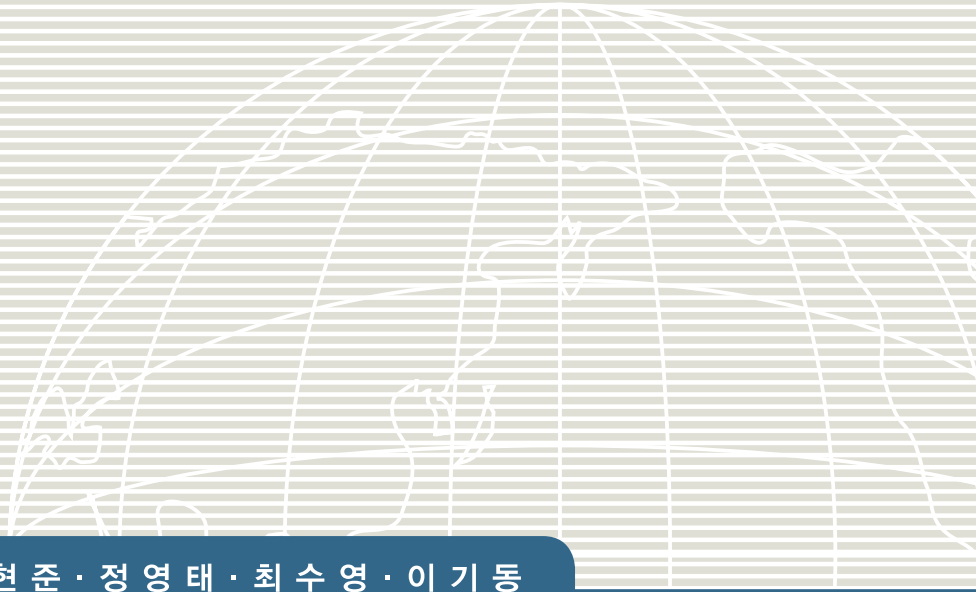 현 준 · 정 영 태 · 최 수 영 · 이 기 동